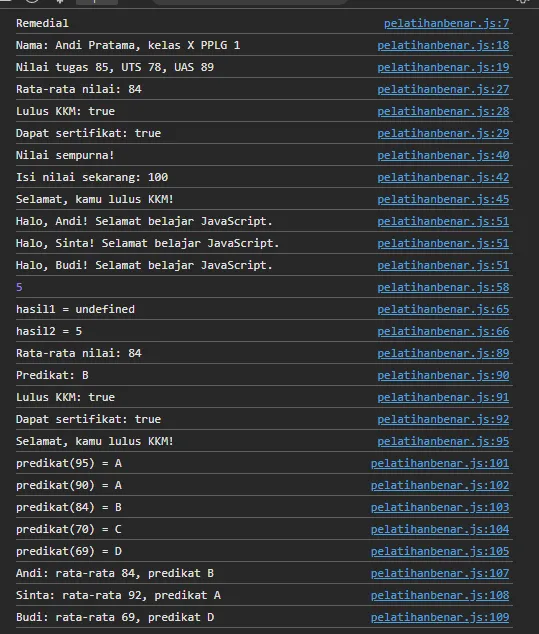 Remedial pelatihanbenar.js:7
Nama: Andi Pratama, kelas X PPLG 1 pelatihanbenar.js:18
Nilai tugas 85, UTS 78, UAS 89 pelatihanbenar.js:19
Rata-rata nilai: 84 pelatihanbenar.js:27
Lulus KKM: true pelatihanbenar.js:28
Dapat sertifikat: true pelatihanbenar.js:29
Nilai sempurna! pelatihanbenar.js:40
Isi nilai sekarang: 100 pelatihanbenar.js:42
Selamat, kamu lulus KKM! pelatihanbenar.js:45
Halo, Andi! Selamat belajar JavaScript. pelatihanbenar.js:51
Halo, Sinta! Selamat belajar JavaScript. pelatihanbenar.js:51
Halo, Budi! Selamat belajar JavaScript. pelatihanbenar.js:51
5 pelatihanbenar.js:58
hasil1 = undefined pelatihanbenar.js:65
hasil2 = 5 pelatihanbenar.js:66
Rata-rata nilai: 84 pelatihanbenar.js:89
Predikat: B pelatihanbenar.js:90
Lulus KKM: true pelatihanbenar.js:91
Dapat sertifikat: true pelatihanbenar.js:92
Selamat, kamu lulus KKM! pelatihanbenar.js:95
predikat(95) = A pelatihanbenar.js:101
predikat(90) = A pelatihanbenar.js:102
predikat(84) = B pelatihanbenar.js:103
predikat(70) = C pelatihanbenar.js:104
predikat(69) = D pelatihanbenar.js:105
Andi: rata-rata 84, predikat B pelatihanbenar.js:107
Sinta: rata-rata 92, predikat A pelatihanbenar.js:108
Budi: rata-rata 69, predikat D pelatihanbenar.js:109